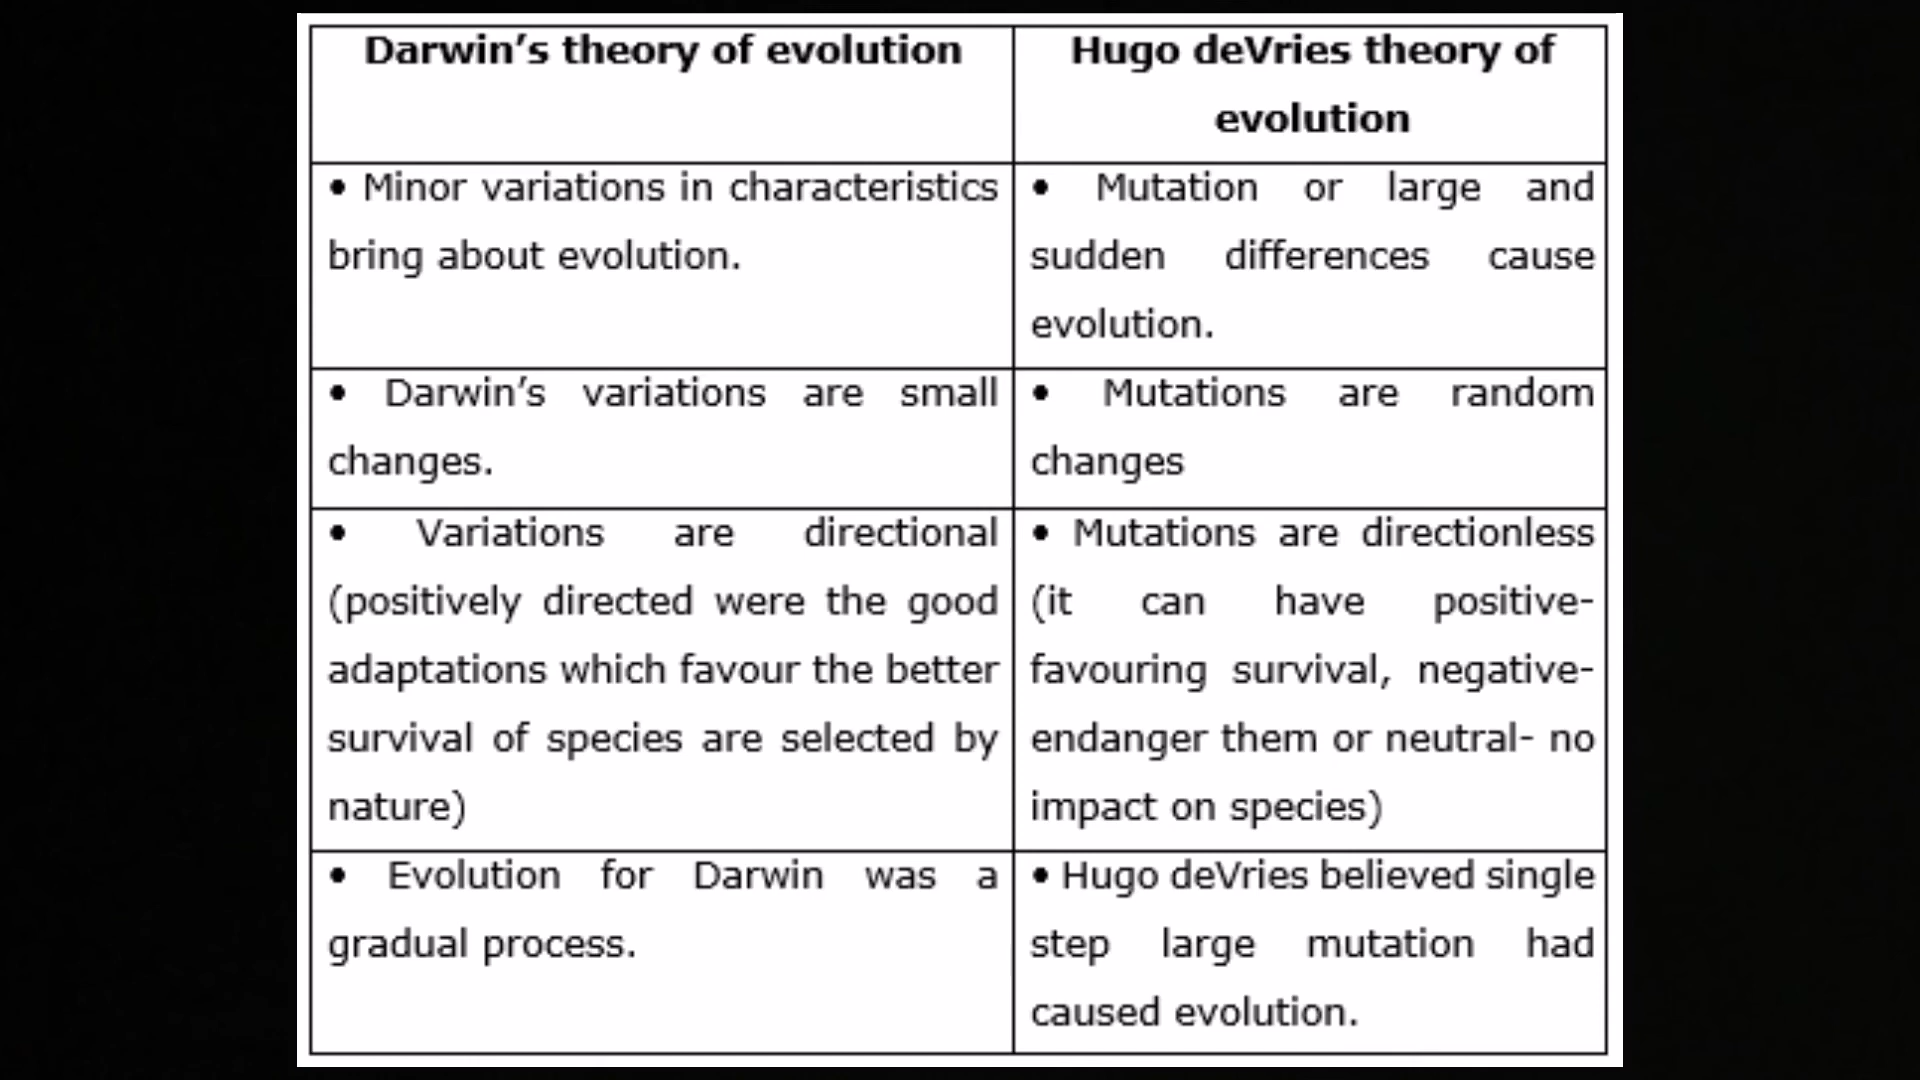 Darwin’s theory of evolution
Hugo deVries theory of
evolution
• Minor variations in characteristics
bring about evolution.
• Mutation or large and
sudden differences cause
evolution.
• Darwin’s variations are small
changes.
• Mutations are random
changes
• Variations are directional
(positively directed were the good
adaptations which favour the better
survival of species are selected by
nature)
• Mutations are directionless
(it can have positive-
favouring survival, negative-
endanger them or neutral- no
impact on species)
• Evolution for Darwin was a
gradual process.
• Hugo deVries believed single
step large mutation had
caused evolution.